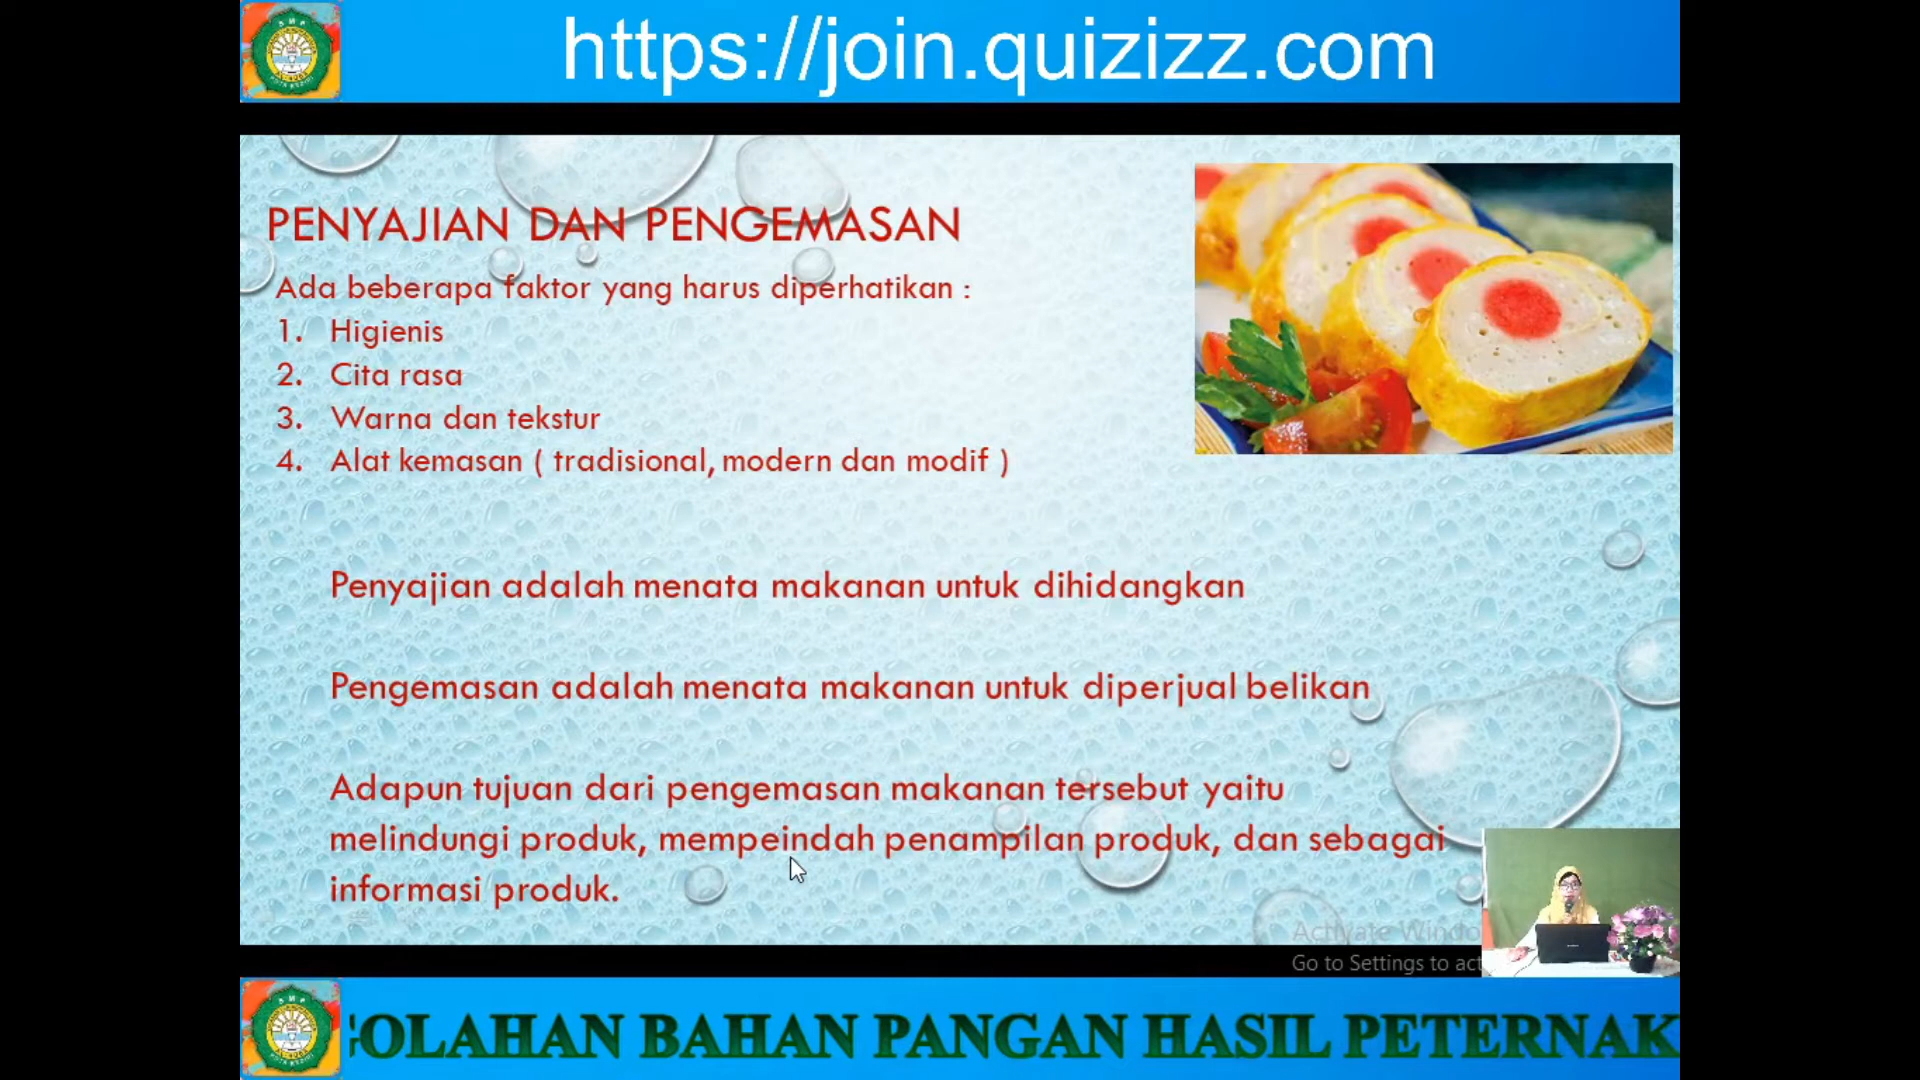 https://join.quizizz.com
PENYAJIAN DAN PENGEMASAN
Ada beberapa faktor yang harus diperhatikan :
1. Higienis
2. Cita rasa
3. Warna dan tekstur
4. Alat kemasan ( tradisional, modern dan modif )
Penyajian adalah menata makanan untuk dihidangkan
Pengemasan adalah menata makanan untuk diperjual belikan
Adapun tujuan dari pengemasan makanan tersebut yaitu
melindungi produk, mempeindah penampilan produk, dan sebagai
informasi produk.
Activate Windo
Go to Settings to act
GOLAHAN BAHAN PANGAN HASIL PETERNAK